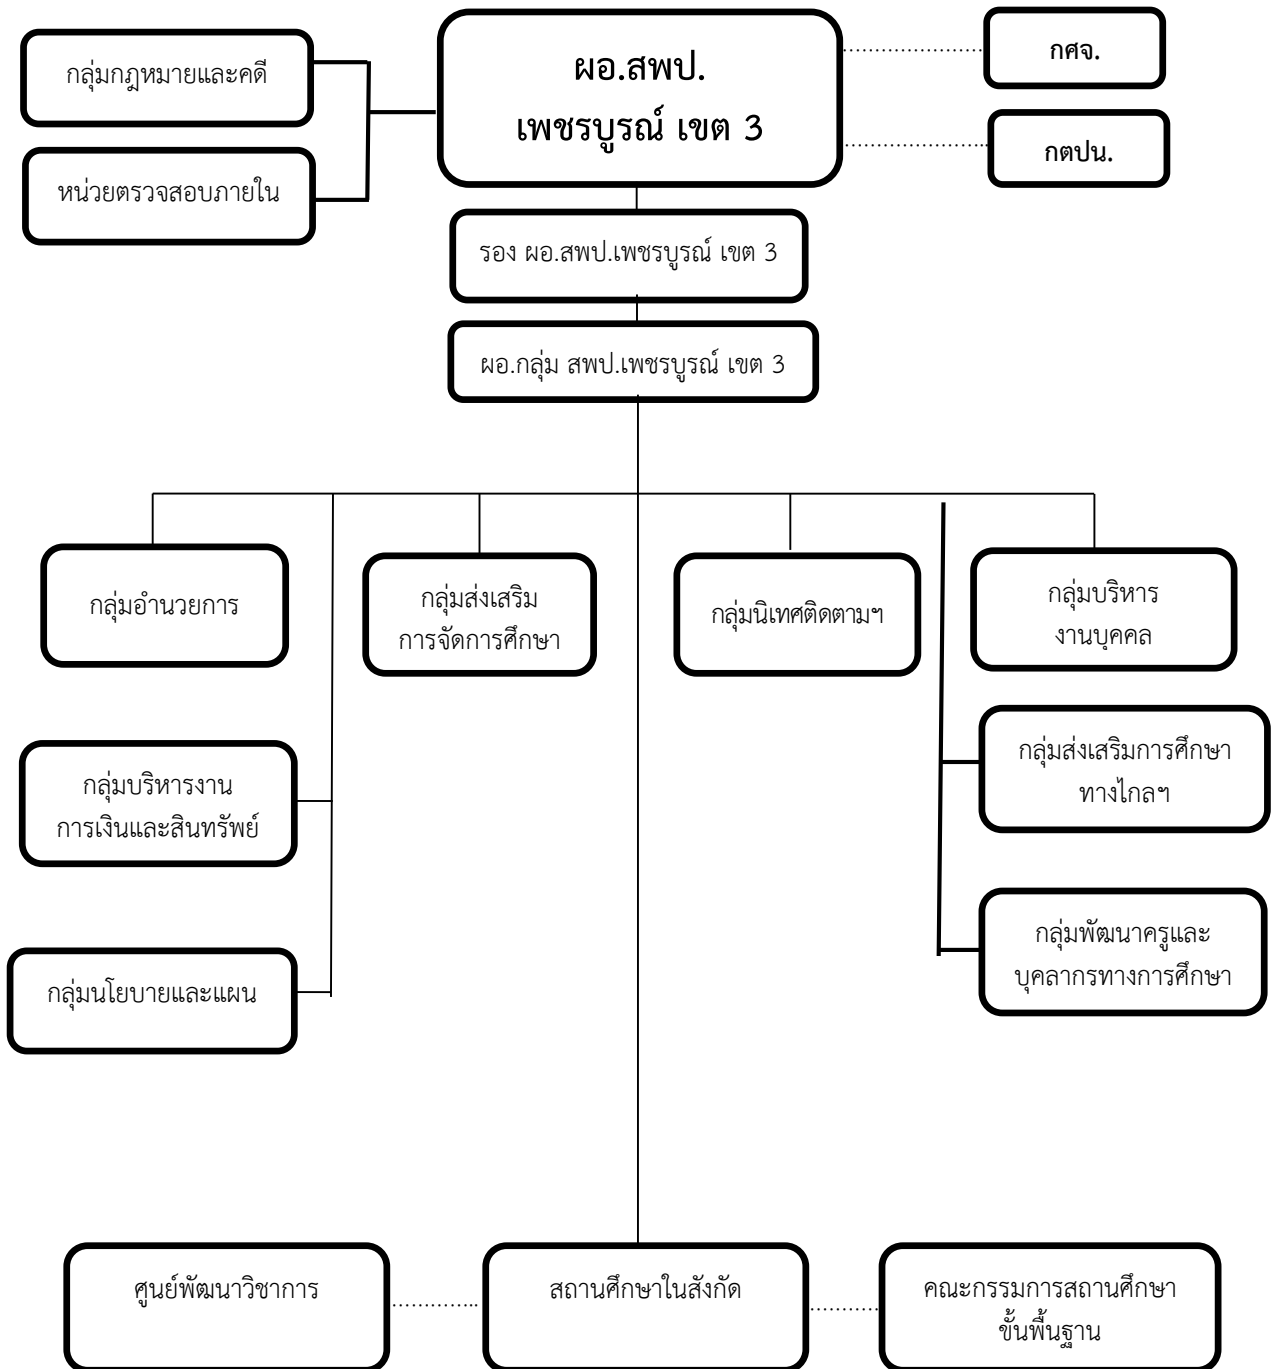 กลุ่มกฎหมายและคดี
ผอ.สพป.
เพชรบูรณ์ เขต 3
กศจ.
กตปน.
หน่วยตรวจสอบภายใน
รอง ผอ.สพป.เพชรบูรณ์ เขต 3
ผอ.กลุ่ม สพป.เพชรบูรณ์ เขต 3
กลุ่มอำนวยการ
กลุ่มส่งเสริม
การจัดการศึกษา
กลุ่มนิเทศติดตามฯ
กลุ่มบริหาร
งานบุคคล
กลุ่มบริหารงาน
การเงินและสินทรัพย์
กลุ่มส่งเสริมการศึกษา
ทางไกลฯ
กลุ่มนโยบายและแผน
กลุ่มพัฒนาครูและ
บุคลากรทางการศึกษา
ศูนย์พัฒนาวิชาการ
สถานศึกษาในสังกัด
คณะกรรมการสถานศึกษา
ขั้นพื้นฐาน